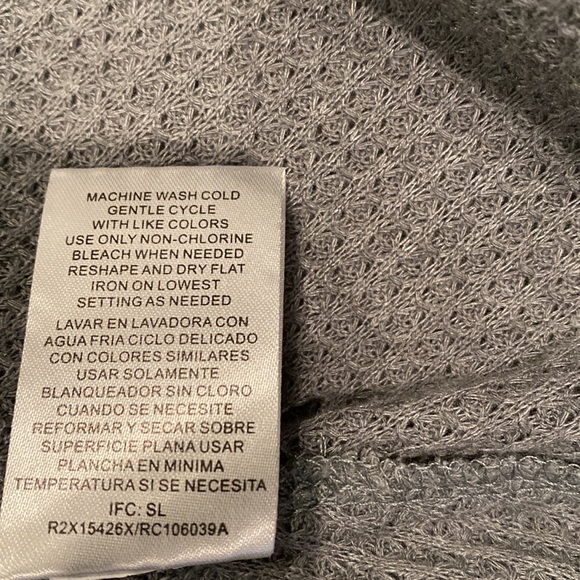 MACHINE WASH COLD
GENTLE CYCLE
WITH LIKE COLORS
USE ONLY NON-CHLORINE
BLEACH WHEN NEEDED
RESHAPE AND DRY FLAT
IRON ON LOWEST
SETTING AS NEEDED
LAVAR EN LAVADORA CON
AGUA FRIA CICLO DELICADO
CON COLORES SIMILARES
USAR SOLAMENTE
BLANQUEADOR SIN CLORO
CUANDO SE NECESITE
REFORMAR Y SECAR SOBRE
SUPERFICIE PLANA USAR
PLANCHA EN MINIMA
TEMPERATURA SI SE NECESITA
IFC: SL
R2X15426X/RC106039A